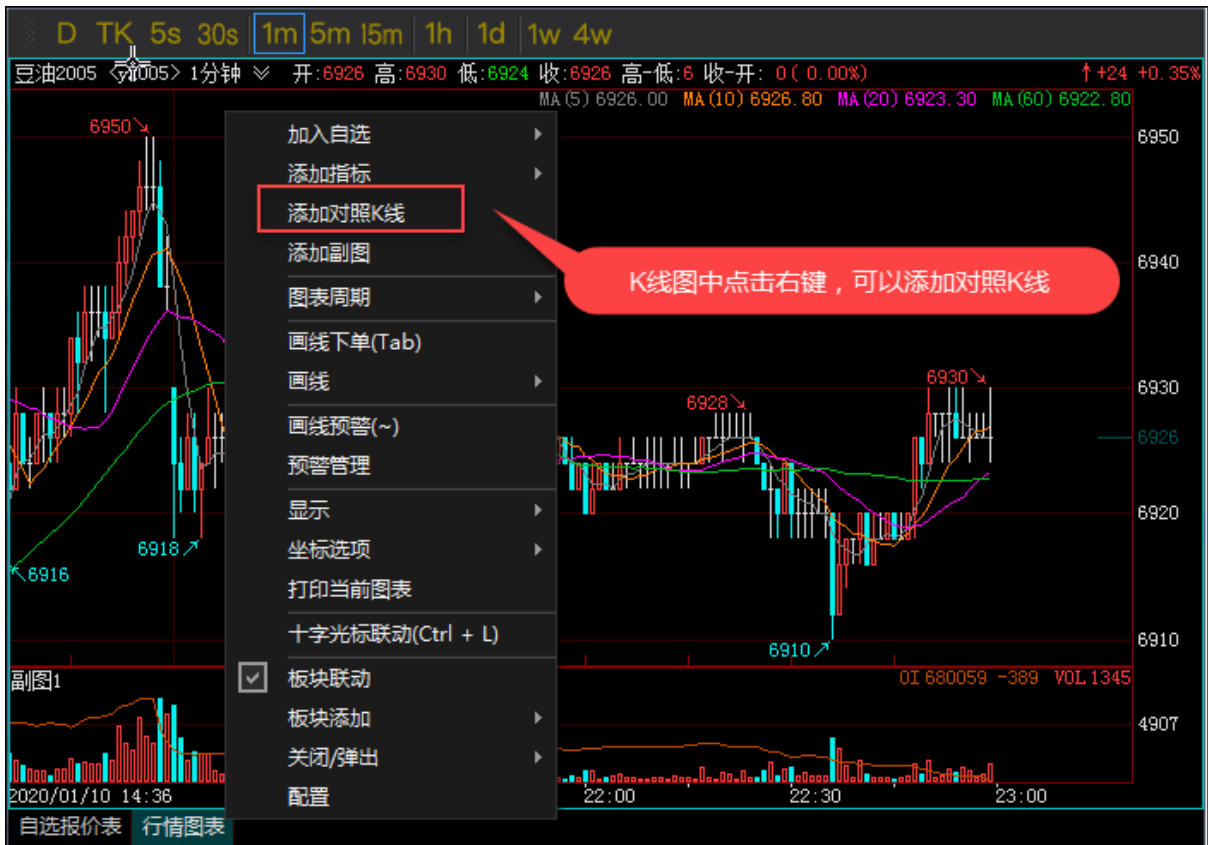 D TK 5s 30s 1m 5m 15m 1h 1d 1w 4w
豆油2005 <y2005> 1分钟 开:6926 高:6930 低:6924 收:6926 高-低:6 收-开: 0( 0.00%) ↑+24 +0.35%
MA(5) 6926.00 MA(10) 6926.80 MA(20) 6923.30 MA(60) 6922.80
6950
6950
加入自选
添加指标
添加对照K线
添加副图
图表周期
画线下单(Tab)
画线
画线预警(~)
预警管理
显示
坐标选项
打印当前图表
十字光标联动(Ctrl + L)
板块联动
板块添加
关闭/弹出
配置
K线图中点击右键，可以添加对照K线
6940
6930
6930
6928
6926
6920
6918
6916
6910
6910
副图1
OI 680059 -389 VOL 1345
4907
2020/01/10 14:36 22:00 22:30 23:00
自选报价表 行情图表